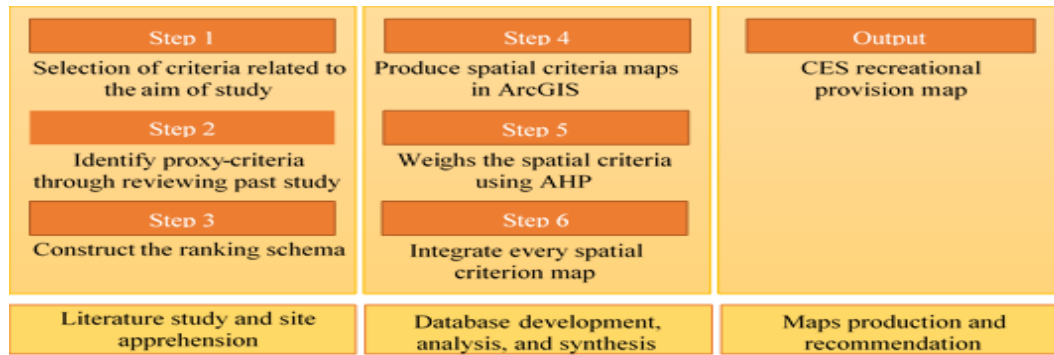 Step 1
Selection of criteria related to
the aim of study
Step 2
Identify proxy-criteria
through reviewing past study
Step 3
Construct the ranking schema
Literature study and site
apprehension
Step 4
Produce spatial criteria maps
in ArcGIS
Step 5
Weighs the spatial criteria
using AHP
Step 6
Integrate every spatial
criterion map
Database development,
analysis, and synthesis
Output
CES recreational
provision map
Maps production and
recommendation